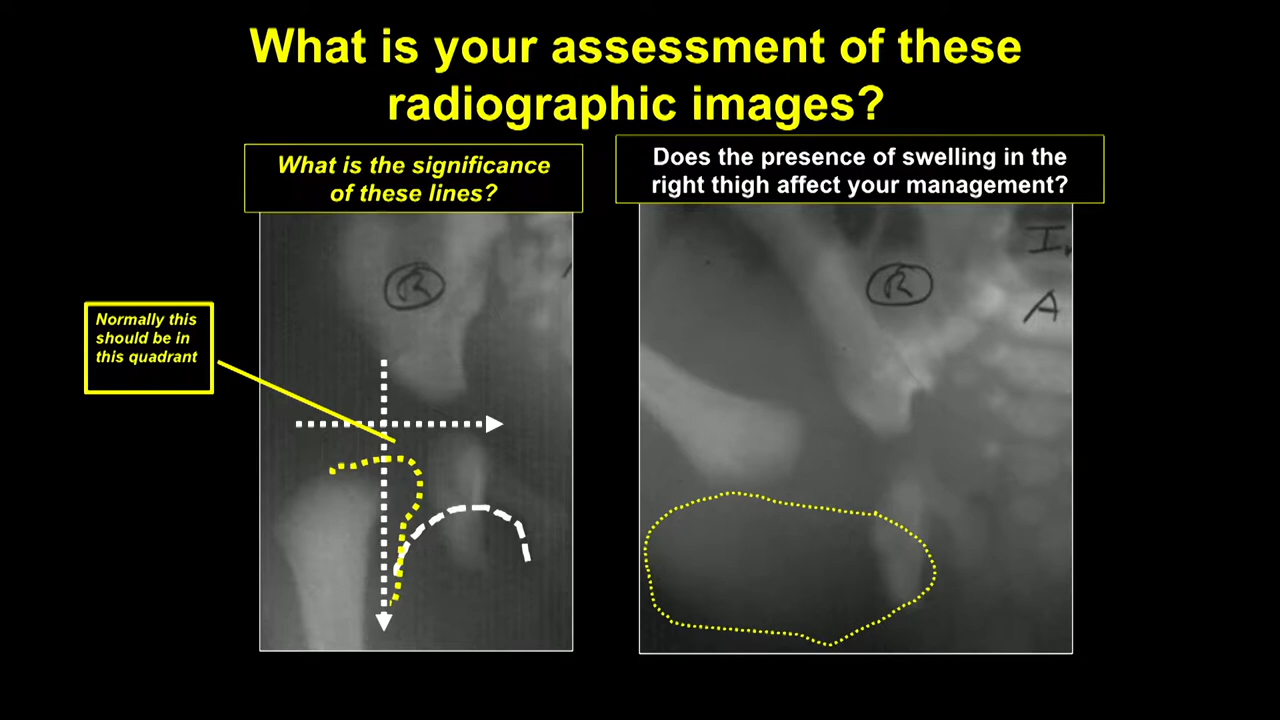 What is your assessment of these
radiographic images?
What is the significance
of these lines?
Does the presence of swelling in the
right thigh affect your management?
Normally this
should be in
this quadrant
R
R
A